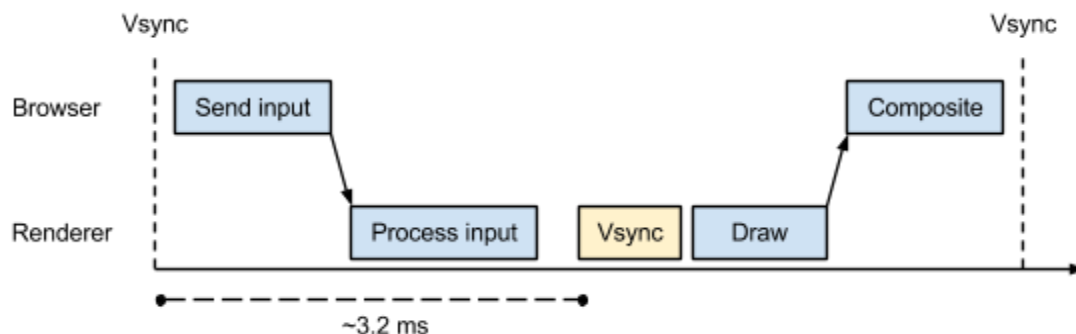 Vsync
Vsync
Browser
Send input
Composite
Renderer
Process input
Vsync
Draw
~3.2 ms